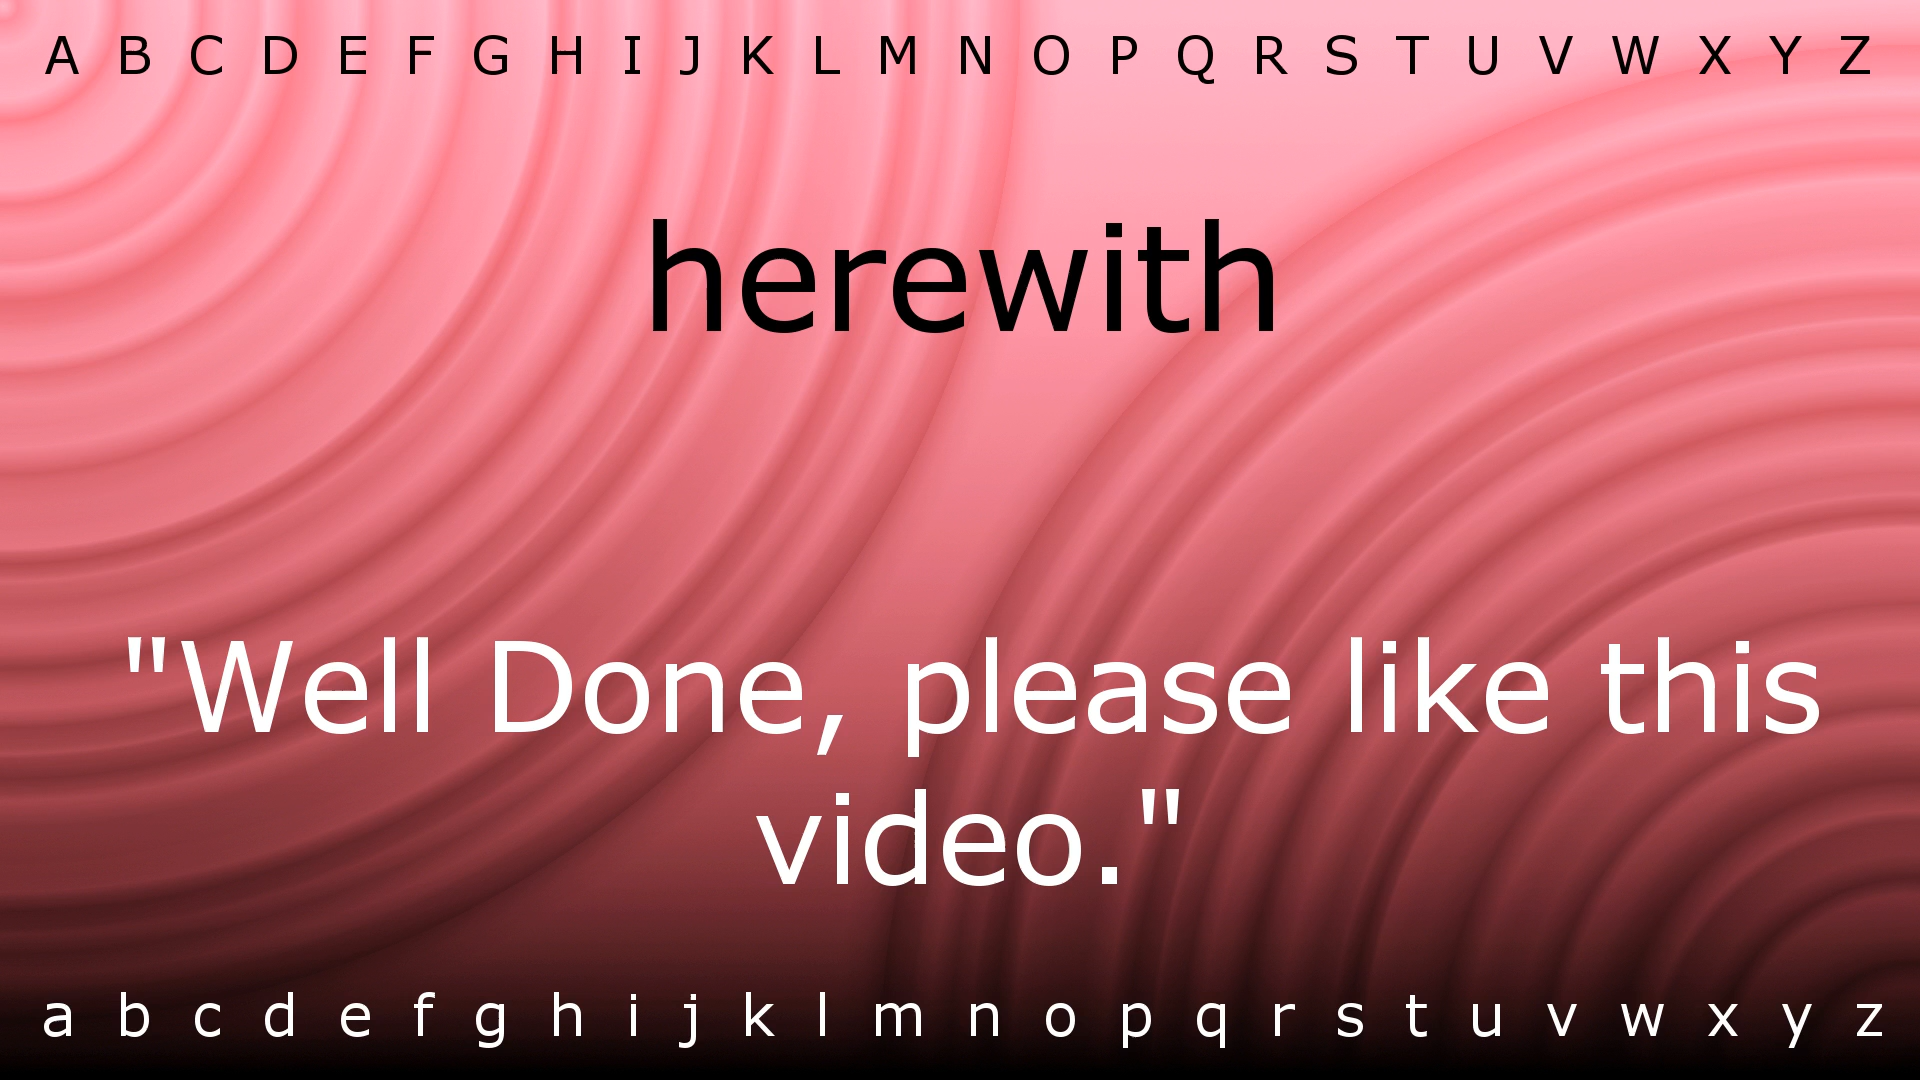 A B C D E F G H I J K L M N O P Q R S T U V W X Y Z
herewith
"Well Done, please like this
video."
a b c d e f g h i j k l m n o p q r s t u v w x y z